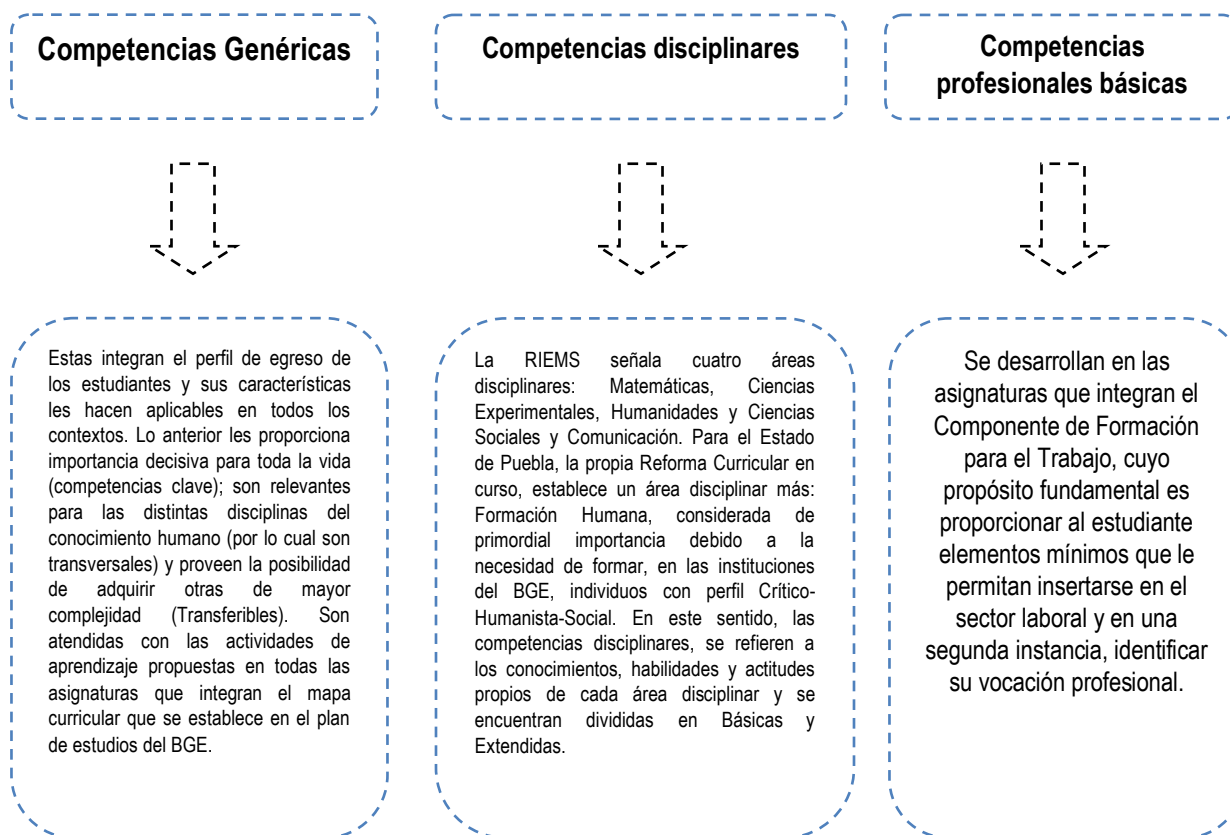 Competencias Genéricas
Competencias disciplinares
Competencias
profesionales básicas
Estas integran el perfil de egreso de
los estudiantes y sus características
les hacen aplicables en todos los
contextos. Lo anterior les proporciona
importancia decisiva para toda la vida
(competencias clave); son relevantes
para las distintas disciplinas del
conocimiento humano (por lo cual son
transversales) y proveen la posibilidad
de adquirir otras de mayor
complejidad (Transferibles). Son
atendidas con las actividades de
aprendizaje propuestas en todas las
asignaturas que integran el mapa
curricular que se establece en el plan
de estudios del BGE.
La RIEMS señala cuatro áreas
disciplinares: Matemáticas, Ciencias
Experimentales, Humanidades y Ciencias
Sociales y Comunicación. Para el Estado
de Puebla, la propia Reforma Curricular en
curso, establece un área disciplinar más:
Formación Humana, considerada de
primordial importancia debido a la
necesidad de formar, en las instituciones
del BGE, individuos con perfil Crítico-
Humanista-Social. En este sentido, las
competencias disciplinares, se refieren a
los conocimientos, habilidades y actitudes
propios de cada área disciplinar y se
encuentran divididas en Básicas y
Extendidas.
Se desarrollan en las
asignaturas que integran el
Componente de Formación
para el Trabajo, cuyo
propósito fundamental es
proporcionar al estudiante
elementos mínimos que le
permitan insertarse en el
sector laboral y en una
segunda instancia, identificar
su vocación profesional.